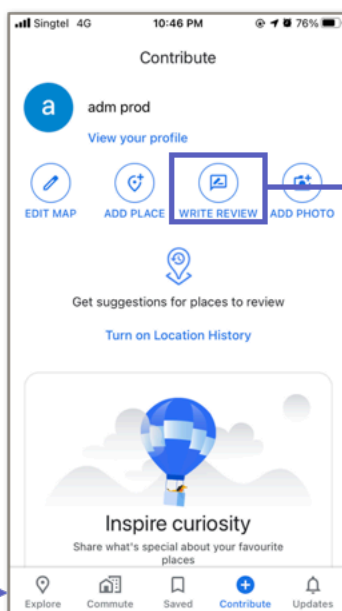 Singtel 4G 10:46 PM 76%
Contribute
a adm prod
View your profile
EDIT MAP ADD PLACE WRITE REVIEW ADD PHOTO
Get suggestions for places to review
Turn on Location History
Inspire curiosity
Share what's special about your favourite
places
Explore Commute Saved Contribute Updates